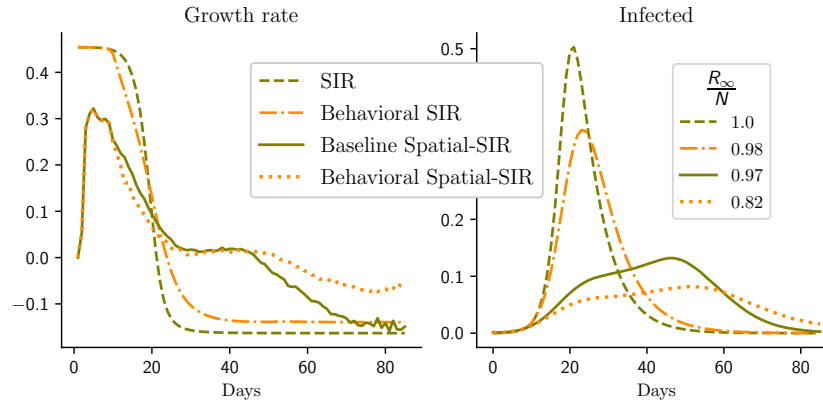 Growth rate
0.4
0.3
0.2
0.1
0.0
−0.1
0
20
40
60
80
Days
SIR
Behavioral SIR
Baseline Spatial-SIR
Behavioral Spatial-SIR
Infected
0.5
0.2
0.1
0.0
0
20
40
60
80
Days
R∞
N
1.0
0.98
0.97
0.82